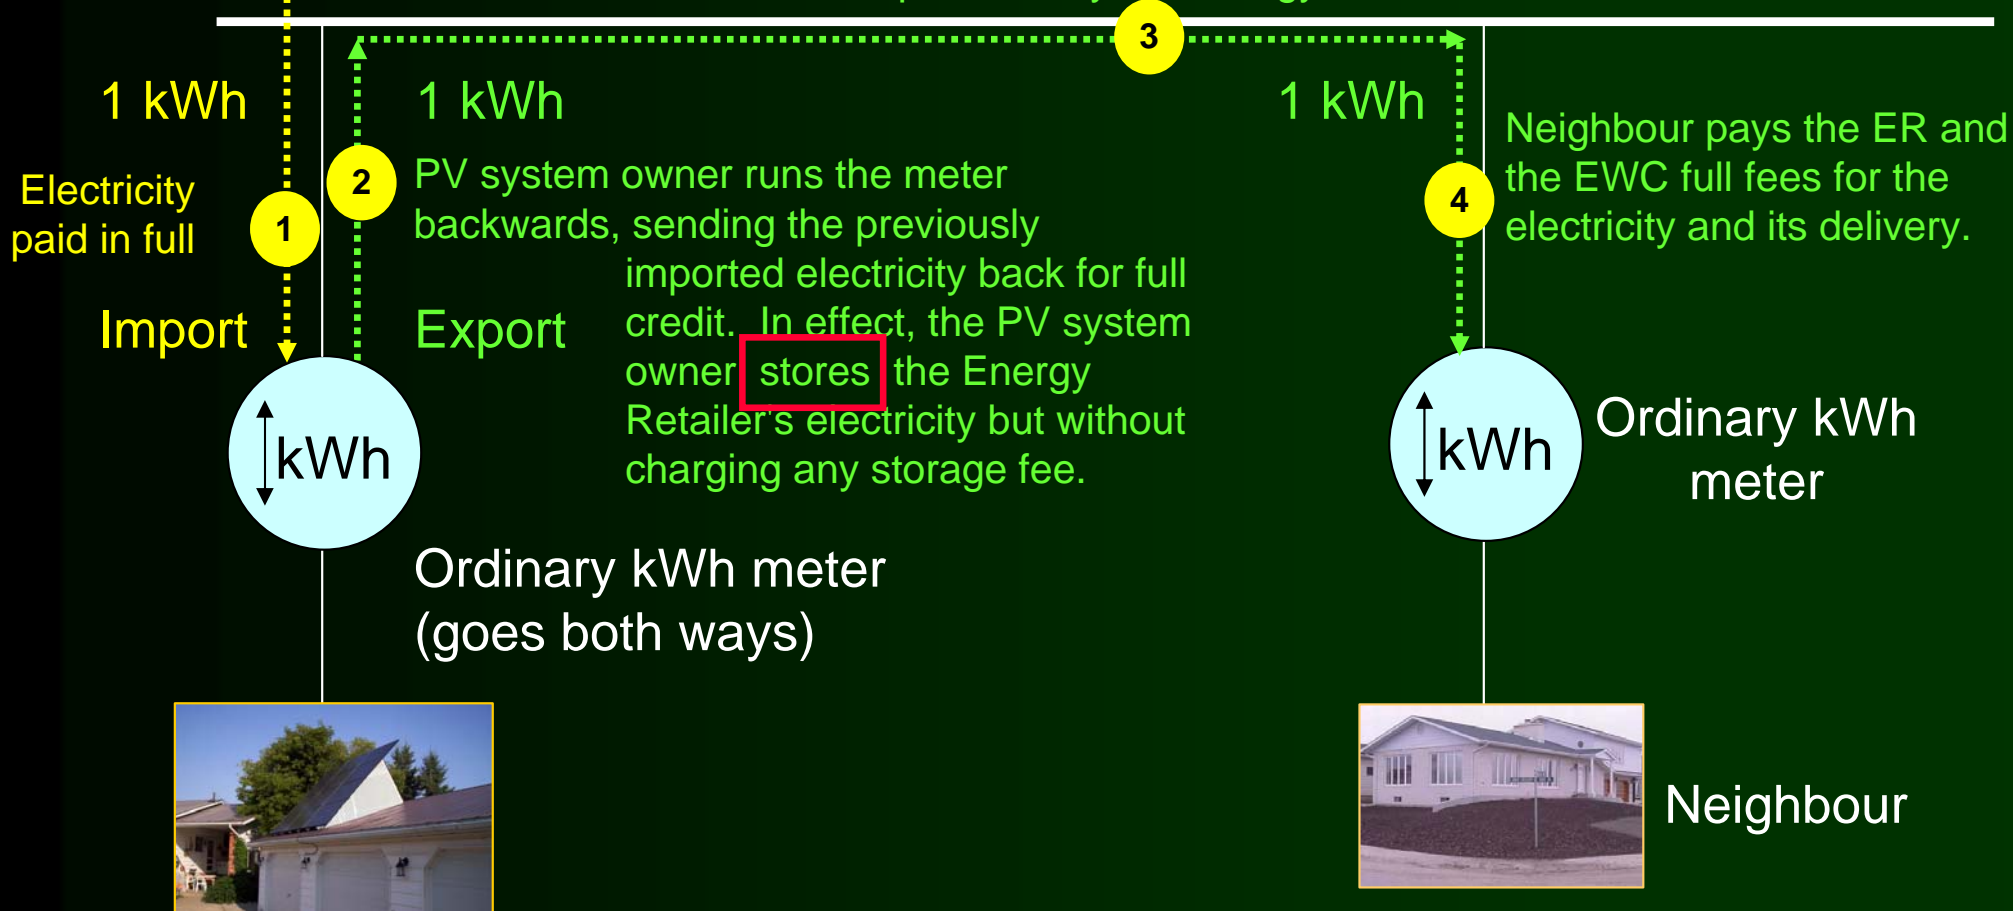 3
1 kWh
1 kWh
1 kWh
Electricity
paid in full
1
2
PV system owner runs the meter
backwards, sending the previously
imported electricity back for full
credit. In effect, the PV system
owner stores the Energy
Retailer's electricity but without
charging any storage fee.
4
Neighbour pays the ER and
the EWC full fees for the
electricity and its delivery.
Import
Export
kWh
kWh
Ordinary kWh
meter
Ordinary kWh meter
(goes both ways)
Neighbour